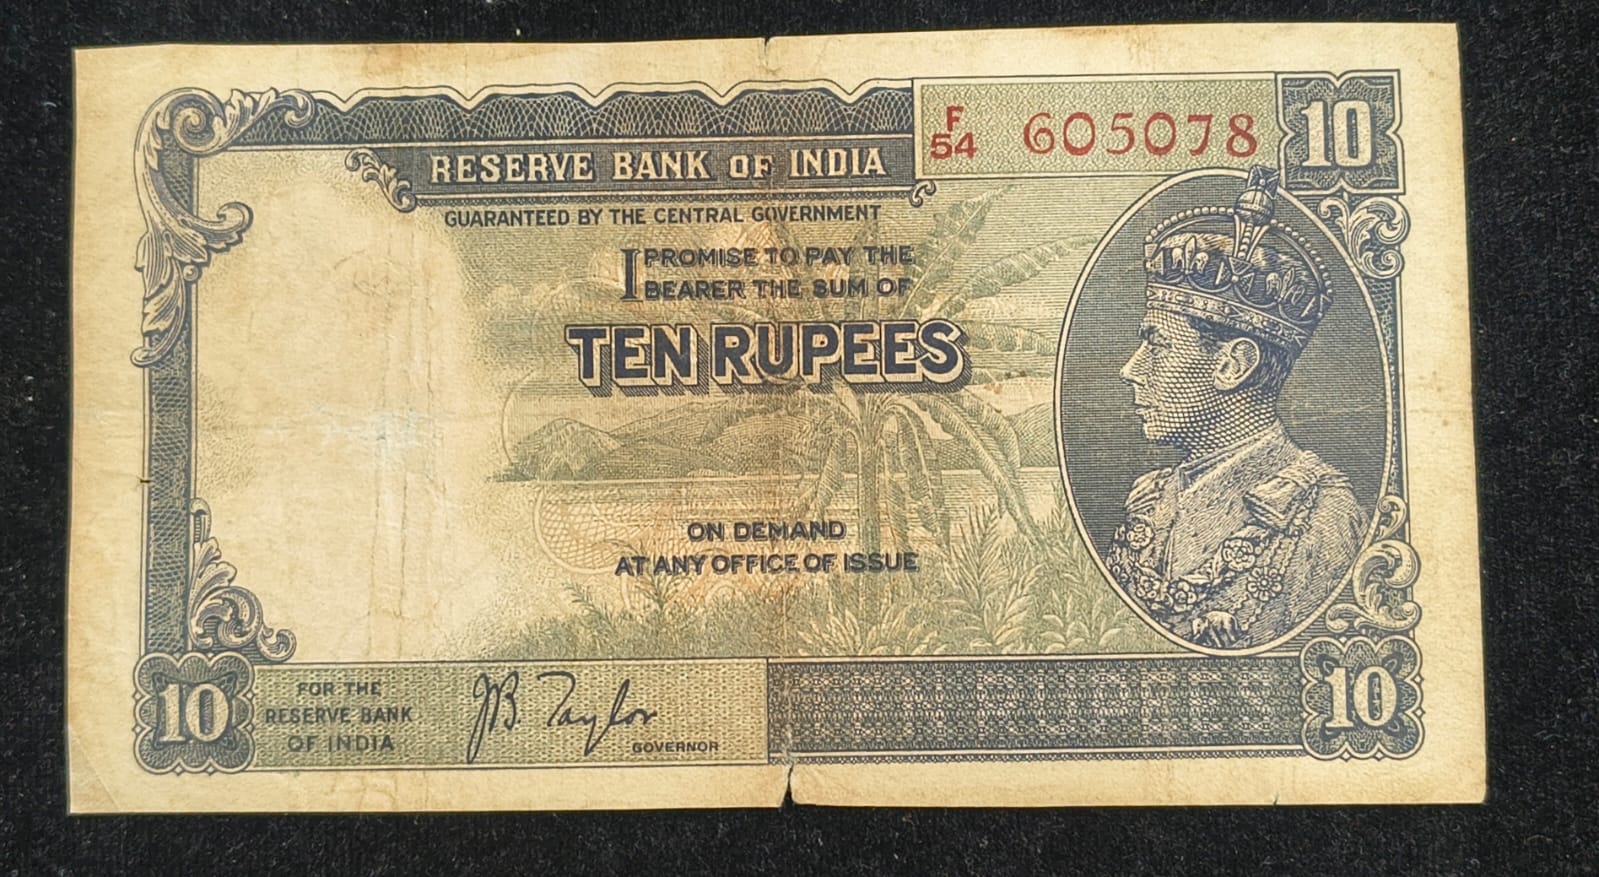 RESERVE BANK OF INDIA
F
54 605078
10
GUARANTEED BY THE CENTRAL GOVERNMENT
I PROMISE TO PAY THE
BEARER THE SUM OF
TEN RUPEES
ON DEMAND
AT ANY OFFICE OF ISSUE
10
FOR THE
RESERVE BANK
OF INDIA
J.B. Taylor
GOVERNOR
10